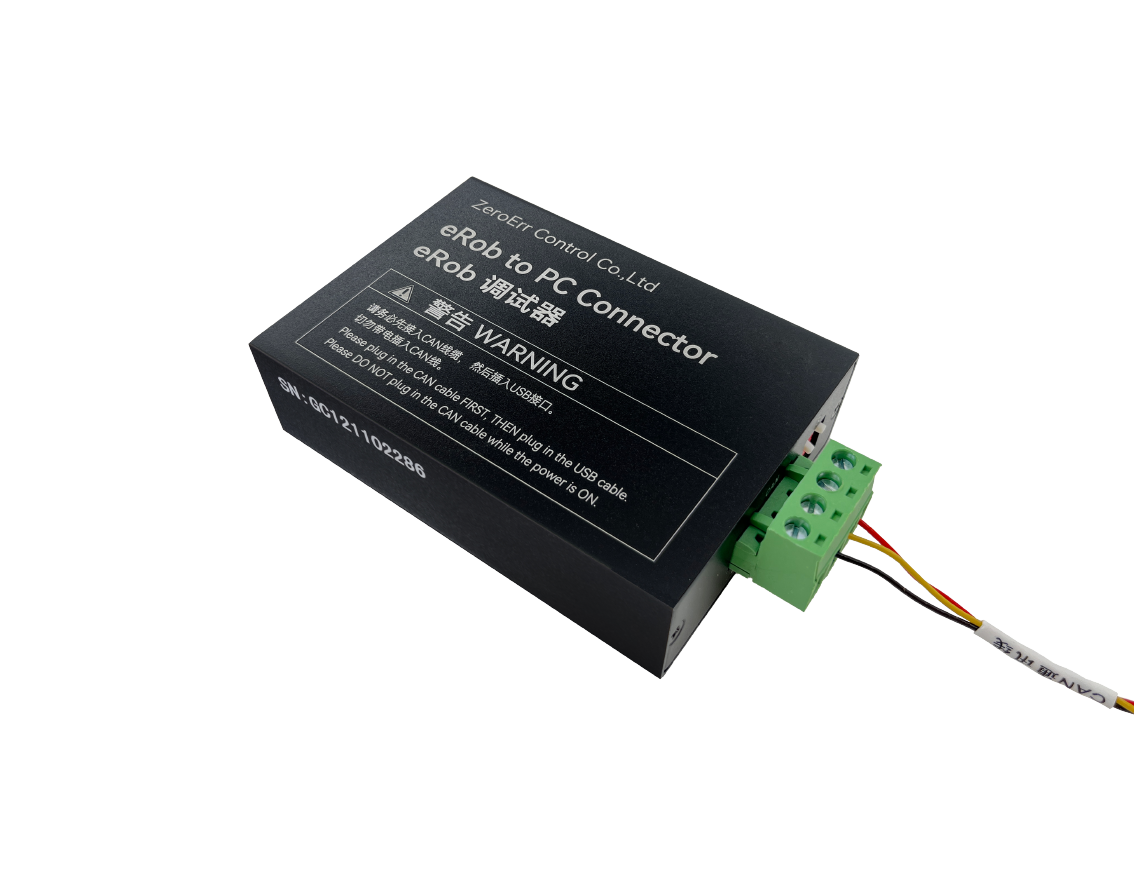 ZeroErr Control Co.,Ltd
eRob to PC Connector
eRob 调试器
警告 WARNING
请务必先接入CAN线缆，然后插入USB接口。
切勿带电插入CAN线。
Please plug in the CAN cable FIRST, THEN plug in the USB cable.
Please DO NOT plug in the CAN cable while the power is ON.
SN:GC121102286
CAN通讯线